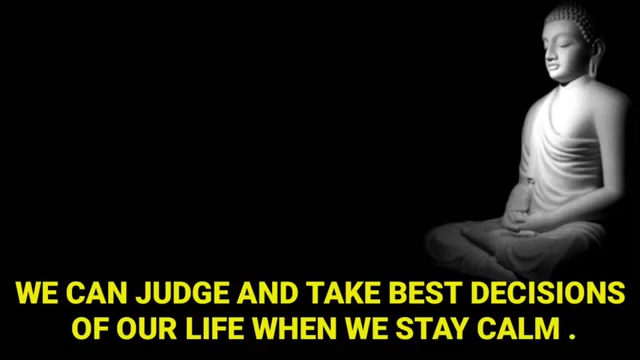 WE CAN JUDGE AND TAKE BEST DECISIONS
OF OUR LIFE WHEN WE STAY CALM .